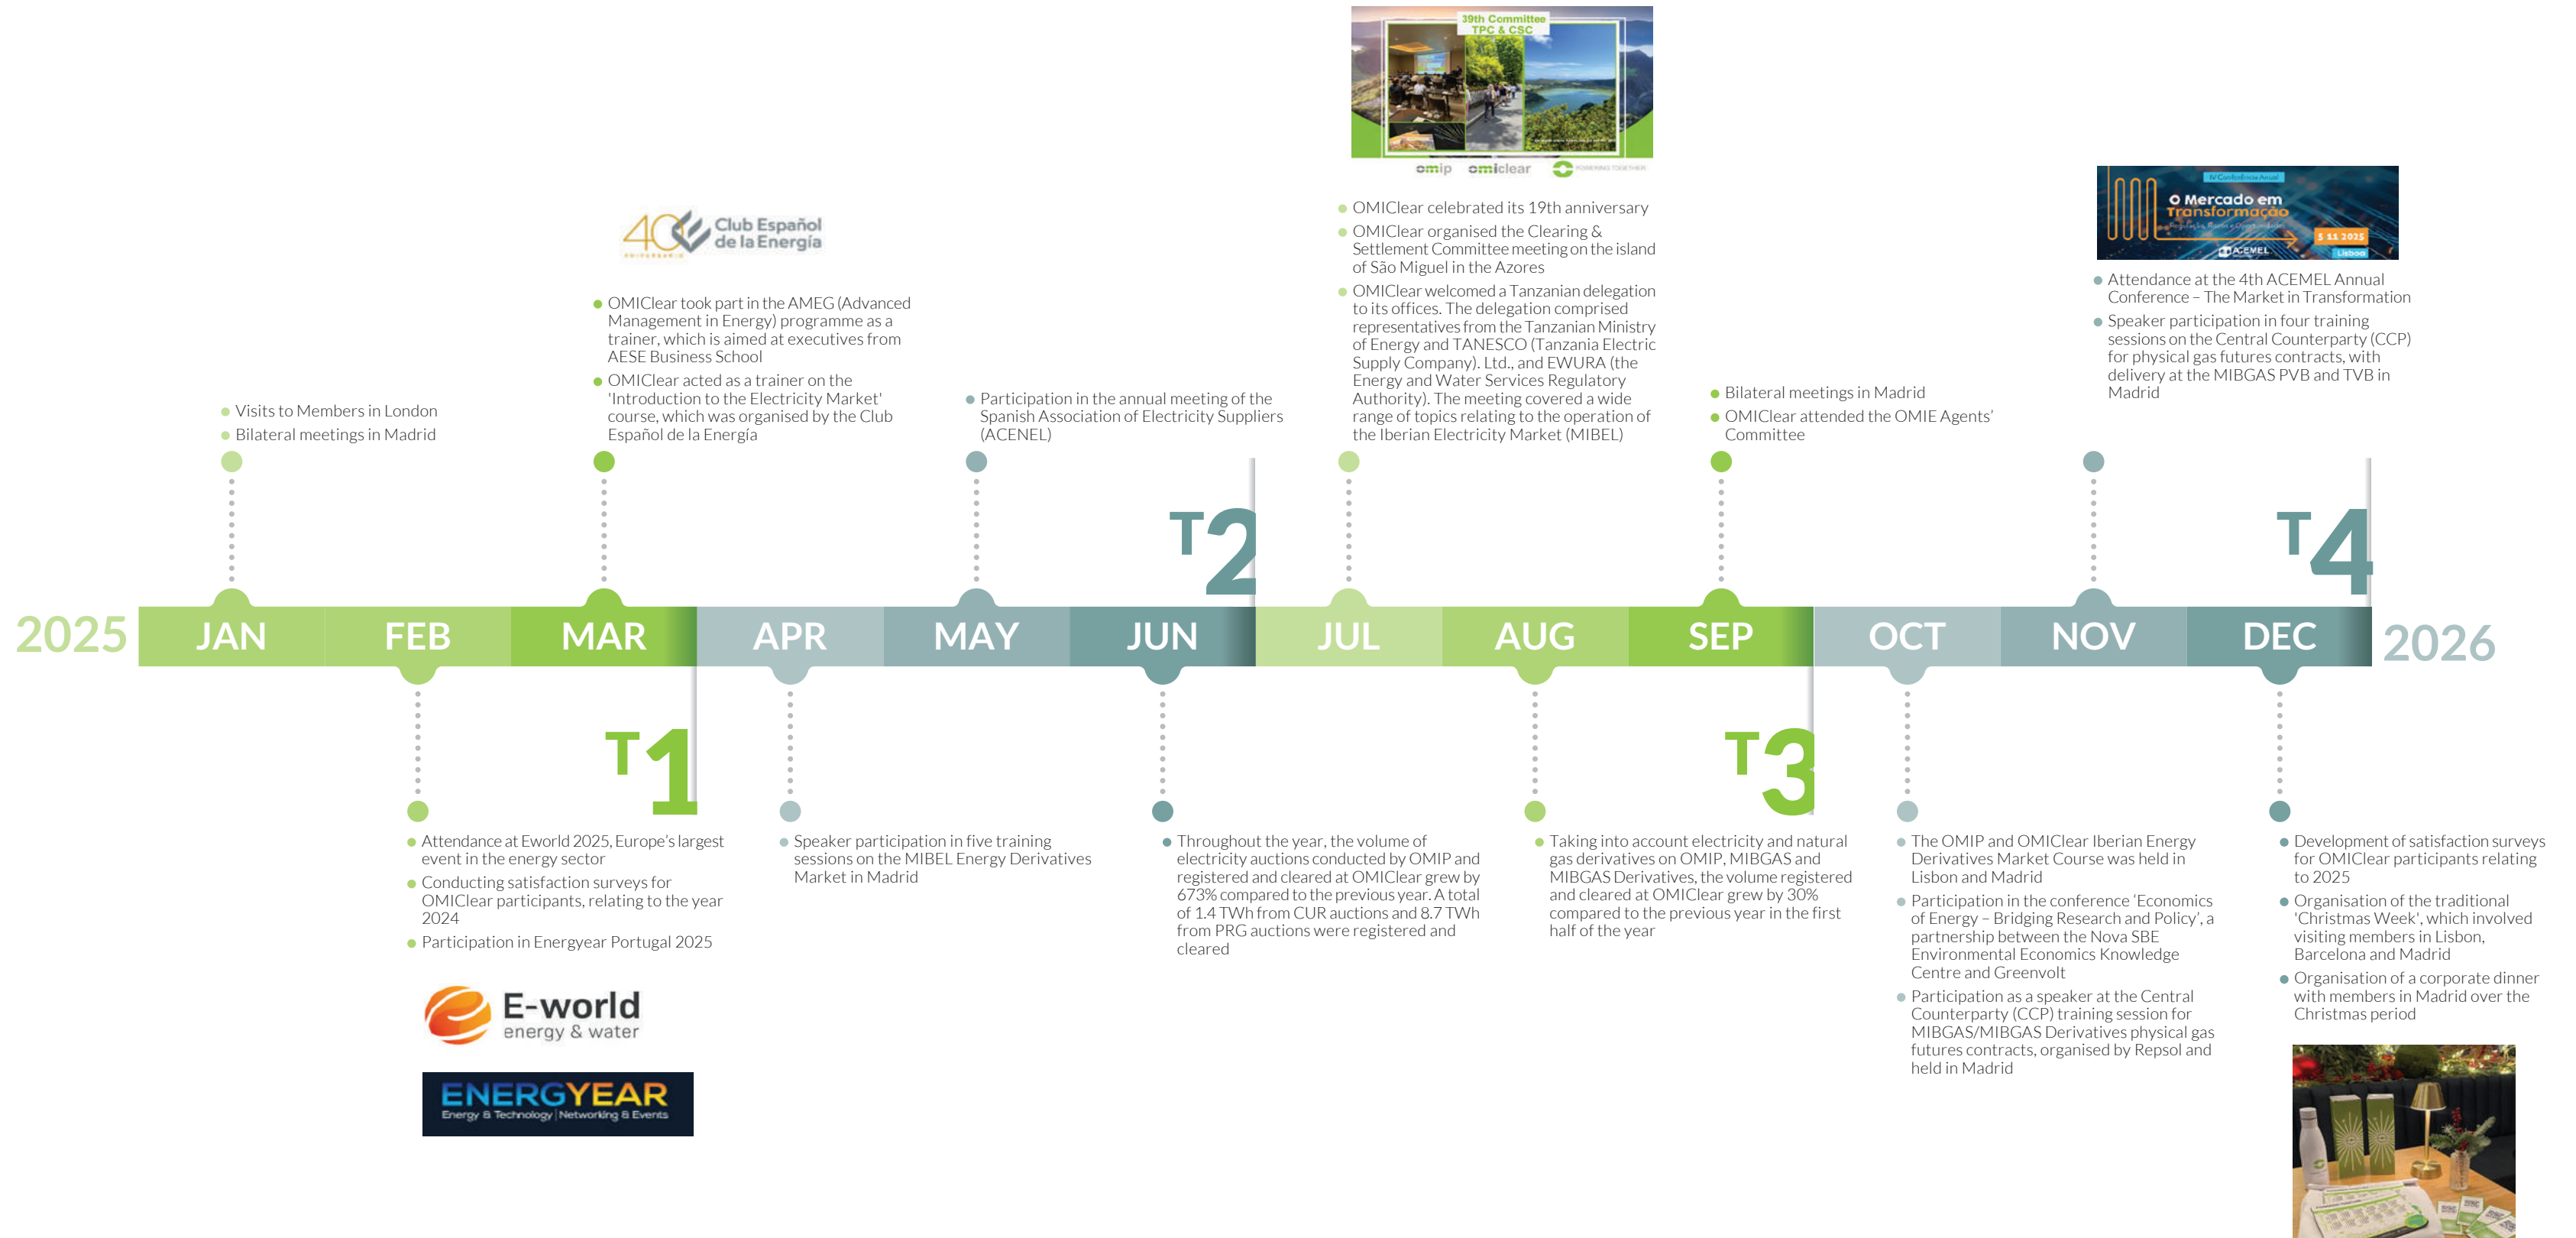 39th Committee
TPC & CSC
omip omiclear POWERING TOGETHER
IV Conferência Anual
O Mercado em
Transformação
5 11 2025
ACEMEL
Lisboa
40
ANIVERSARIO
Club Español
de la Energía
Visits to Members in London
Bilateral meetings in Madrid
OMIClear took part in the AMEG (Advanced
Management in Energy) programme as a
trainer, which is aimed at executives from
AESE Business School
OMIClear acted as a trainer on the
'Introduction to the Electricity Market'
course, which was organised by the Club
Español de la Energía
Participation in the annual meeting of the
Spanish Association of Electricity Suppliers
(ACENEL)
OMIClear celebrated its 19th anniversary
OMIClear organised the Clearing &
Settlement Committee meeting on the island
of São Miguel in the Azores
OMIClear welcomed a Tanzanian delegation
to its offices. The delegation comprised
representatives from the Tanzanian Ministry
of Energy and TANESCO (Tanzania Electric
Supply Company). Ltd., and EWURA (the
Energy and Water Services Regulatory
Authority). The meeting covered a wide
range of topics relating to the operation of
the Iberian Electricity Market (MIBEL)
Bilateral meetings in Madrid
OMIClear attended the OMIE Agents’
Committee
Attendance at the 4th ACEMEL Annual
Conference – The Market in Transformation
Speaker participation in four training
sessions on the Central Counterparty (CCP)
for physical gas futures contracts, with
delivery at the MIBGAS PVB and TVB in
Madrid
T2
T4
2025 JAN FEB MAR APR MAY JUN JUL AUG SEP OCT NOV DEC 2026
T1
T3
Attendance at Eworld 2025, Europe’s largest
event in the energy sector
Conducting satisfaction surveys for
OMIClear participants, relating to the year
2024
Participation in Energyear Portugal 2025
E-world
energy & water
ENERGYEAR
Energy & Technology | Networking & Events
Speaker participation in five training
sessions on the MIBEL Energy Derivatives
Market in Madrid
Throughout the year, the volume of
electricity auctions conducted by OMIP and
registered and cleared at OMIClear grew by
673% compared to the previous year. A total
of 1.4 TWh from CUR auctions and 8.7 TWh
from PRG auctions were registered and
cleared
Taking into account electricity and natural
gas derivatives on OMIP, MIBGAS and
MIBGAS Derivatives, the volume registered
and cleared at OMIClear grew by 30%
compared to the previous year in the first
half of the year
The OMIP and OMIClear Iberian Energy
Derivatives Market Course was held in
Lisbon and Madrid
Participation in the conference ‘Economics
of Energy – Bridging Research and Policy’, a
partnership between the Nova SBE
Environmental Economics Knowledge
Centre and Greenvolt
Participation as a speaker at the Central
Counterparty (CCP) training session for
MIBGAS/MIBGAS Derivatives physical gas
futures contracts, organised by Repsol and
held in Madrid
Development of satisfaction surveys
for OMIClear participants relating
to 2025
Organisation of the traditional
'Christmas Week', which involved
visiting members in Lisbon,
Barcelona and Madrid
Organisation of a corporate dinner
with members in Madrid over the
Christmas period